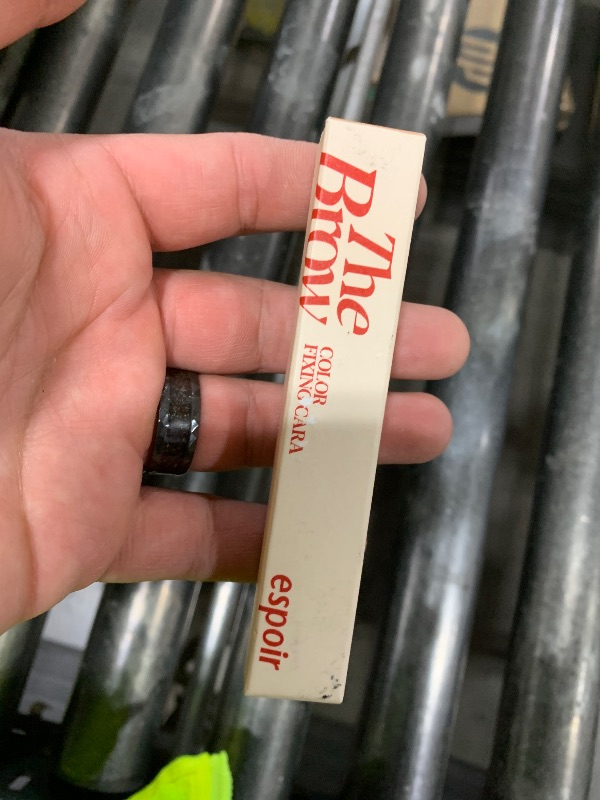 The
Brow
COLOR
FIXING CARA
espoir